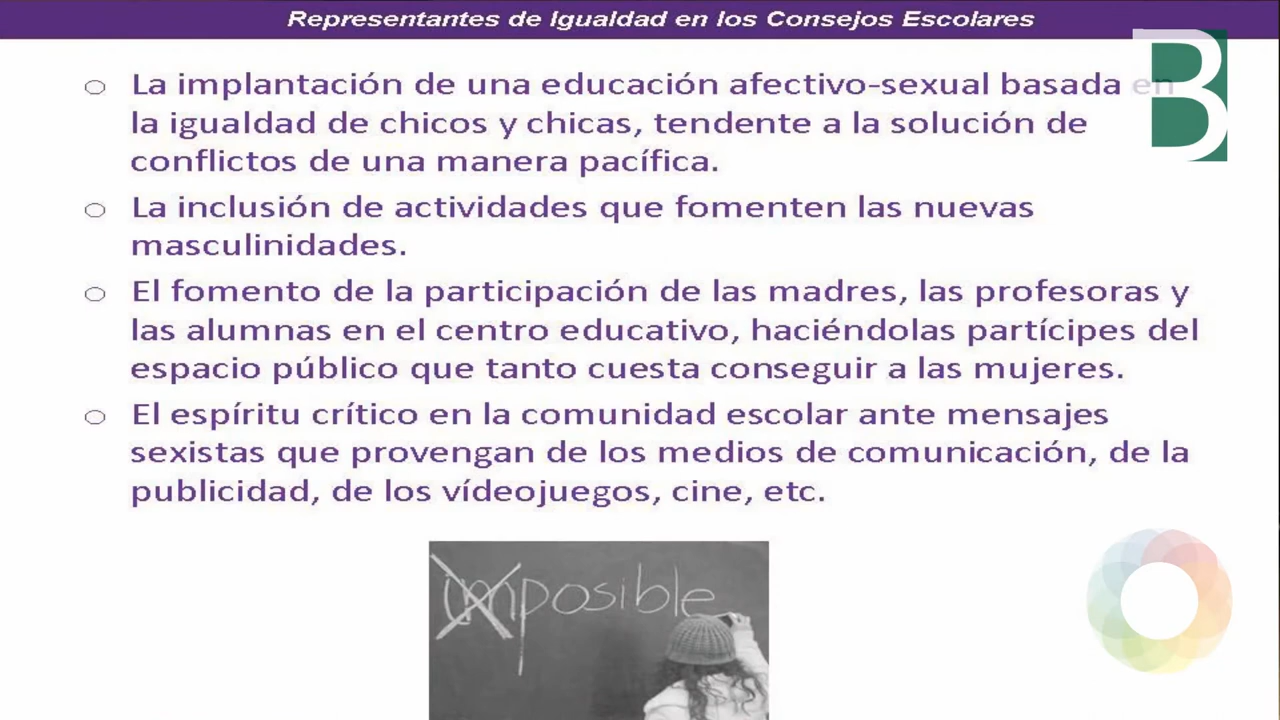 Representantes de Igualdad en los Consejos Escolares
B
La implantación de una educación afectivo-sexual basada en
la igualdad de chicos y chicas, tendente a la solución de
conflictos de una manera pacífica.
La inclusión de actividades que fomenten las nuevas
masculinidades.
El fomento de la participación de las madres, las profesoras y
las alumnas en el centro educativo, haciéndolas partícipes del
espacio público que tanto cuesta conseguir a las mujeres.
El espíritu crítico en la comunidad escolar ante mensajes
sexistas que provengan de los medios de comunicación, de la
publicidad, de los vídeojuegos, cine, etc.
imposible